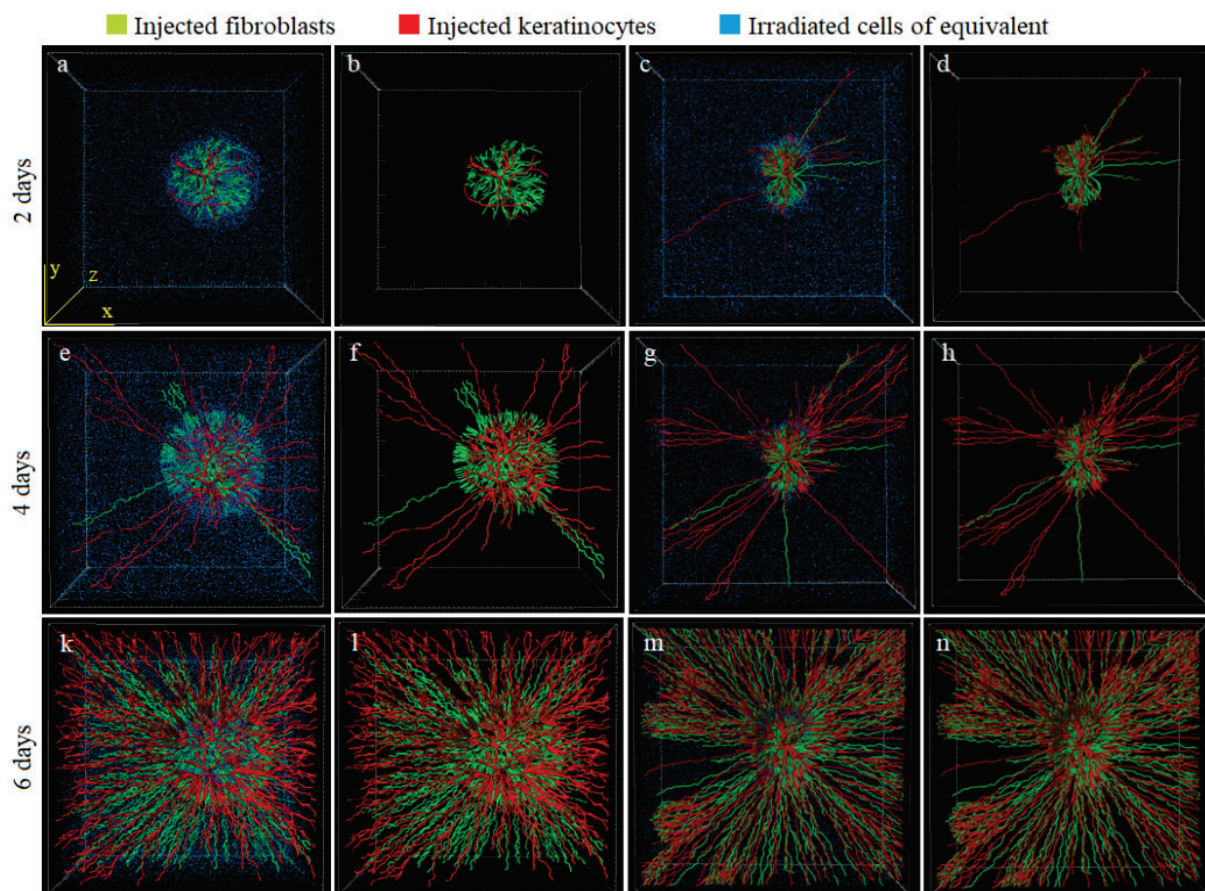 Injected fibroblasts Injected keratinocytes Irradiated cells of equivalent
a b c d
2 days
y z x
e f g h
4 days
k l m n
6 days